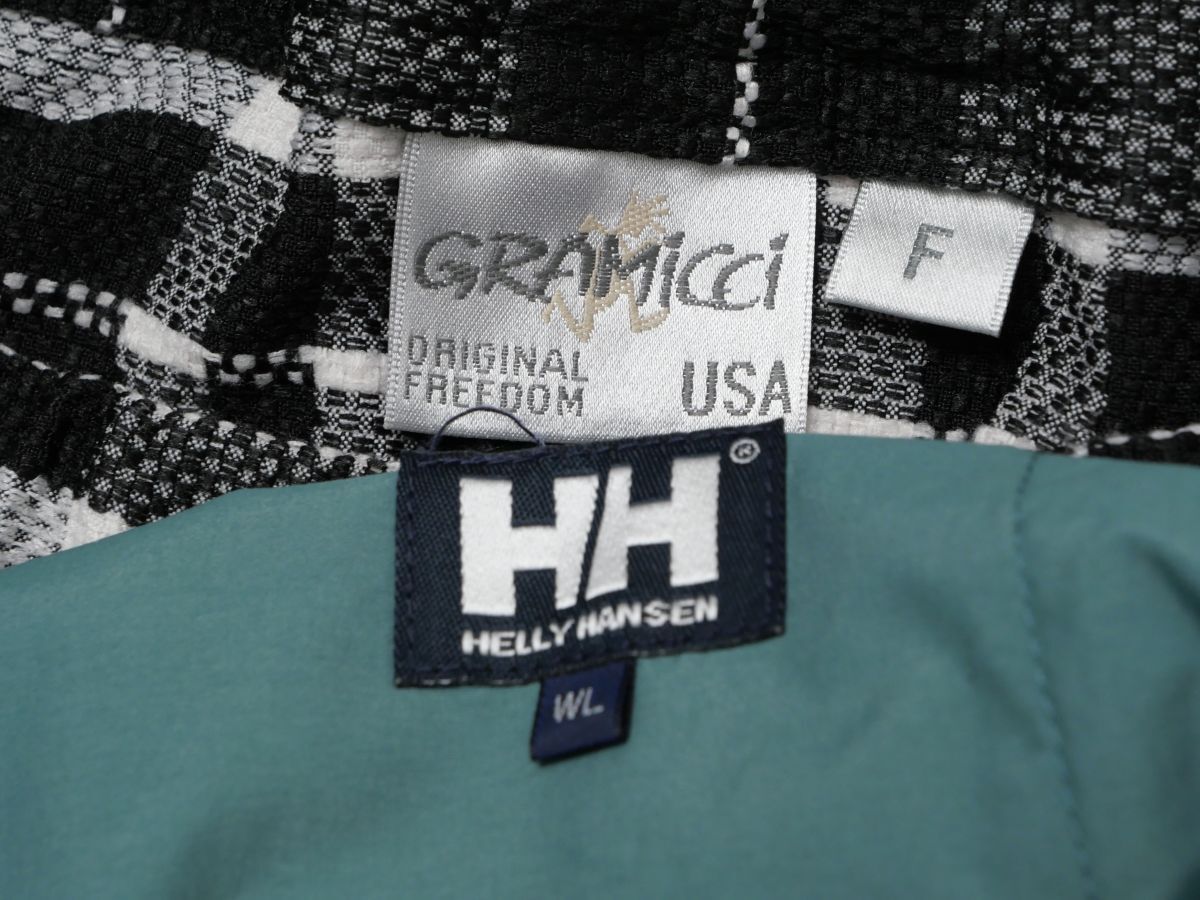 GRAMiCCi
F
ORIGINAL
FREEDOM
USA
HH®
HELLY HANSEN
WL